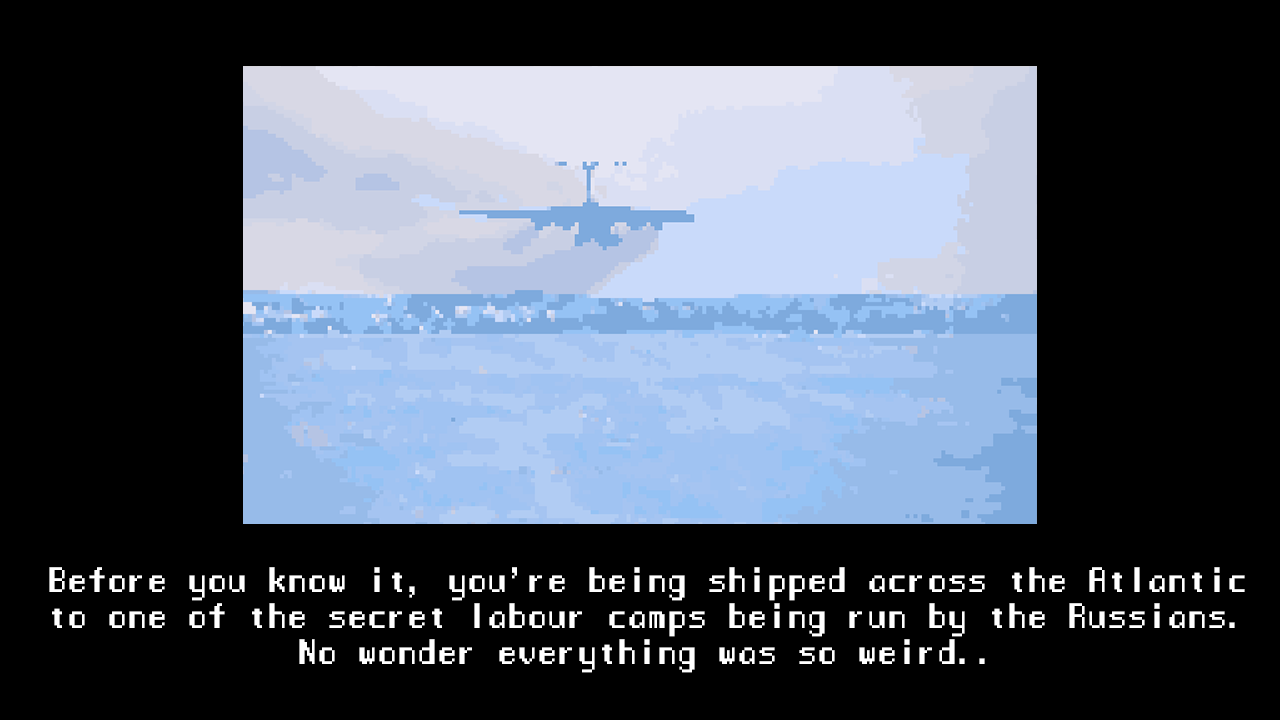 Before you know it, you're being shipped across the Atlantic
to one of the secret labour camps being run by the Russians.
No wonder everything was so weird..